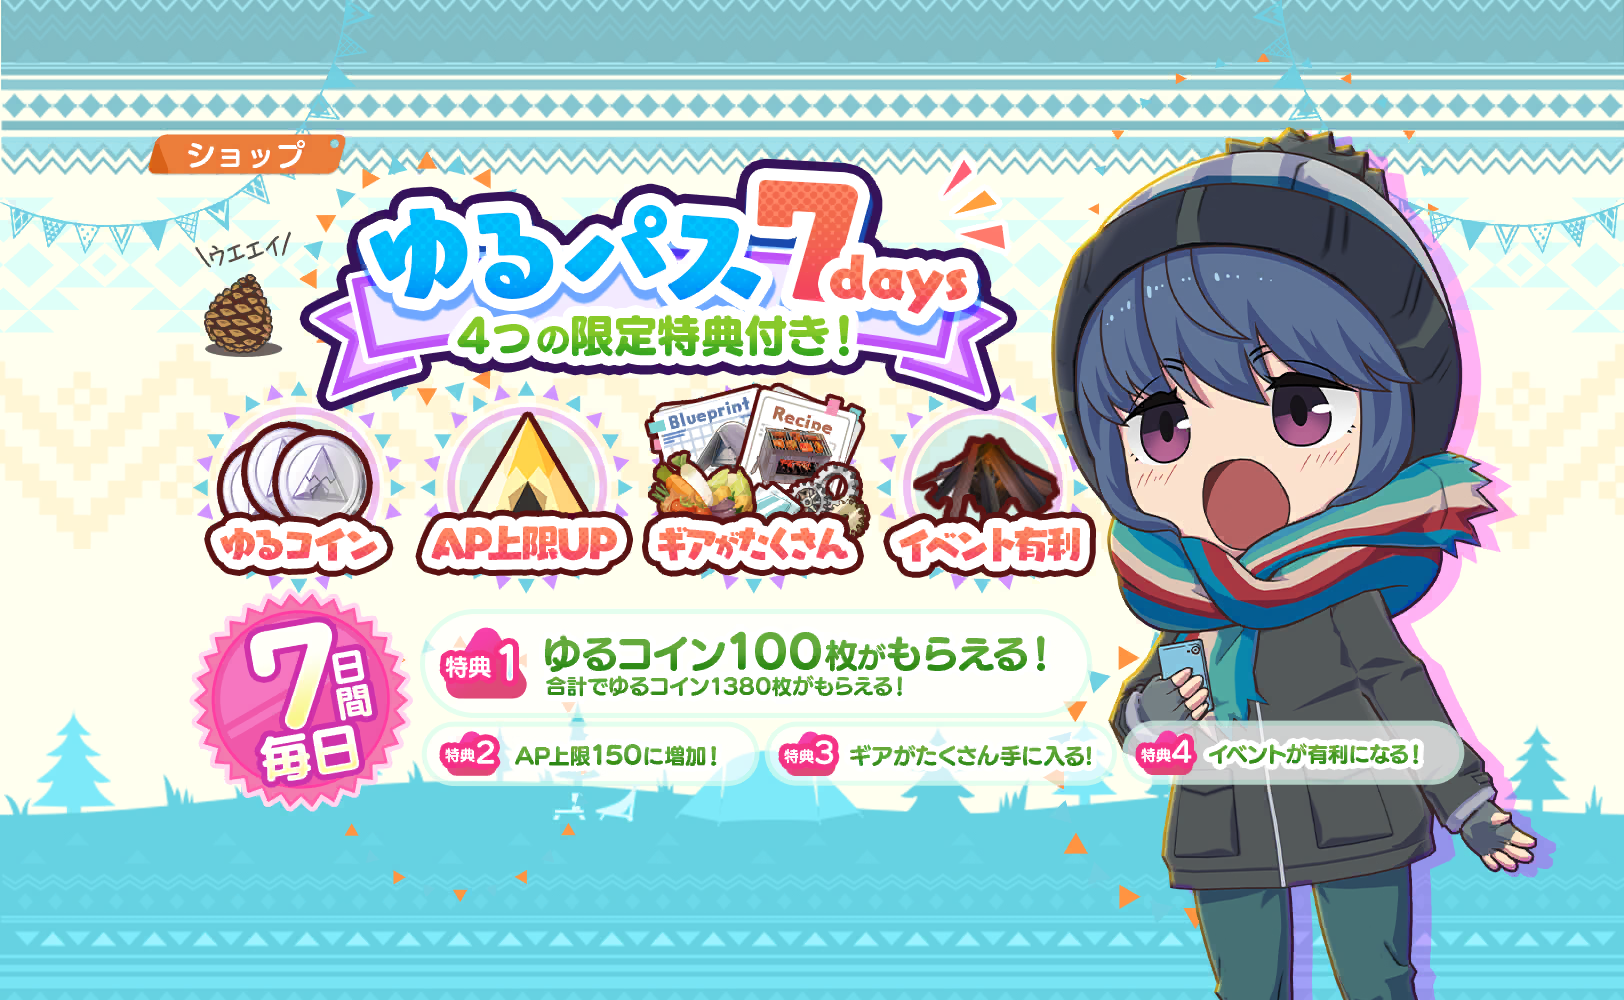 ショップ
\ウエエイ/
ゆるパス 7days
4つの限定特典付き！
Blueprint
Recipe
ゆるコイン
AP上限UP
ギアがたくさん
イベント有利
7日間
毎日
特典1
ゆるコイン100枚がもらえる！
合計でゆるコイン1380枚がもらえる！
特典2 AP上限150に増加！
特典3 ギアがたくさん手に入る!
特典4 イベントが有利になる！